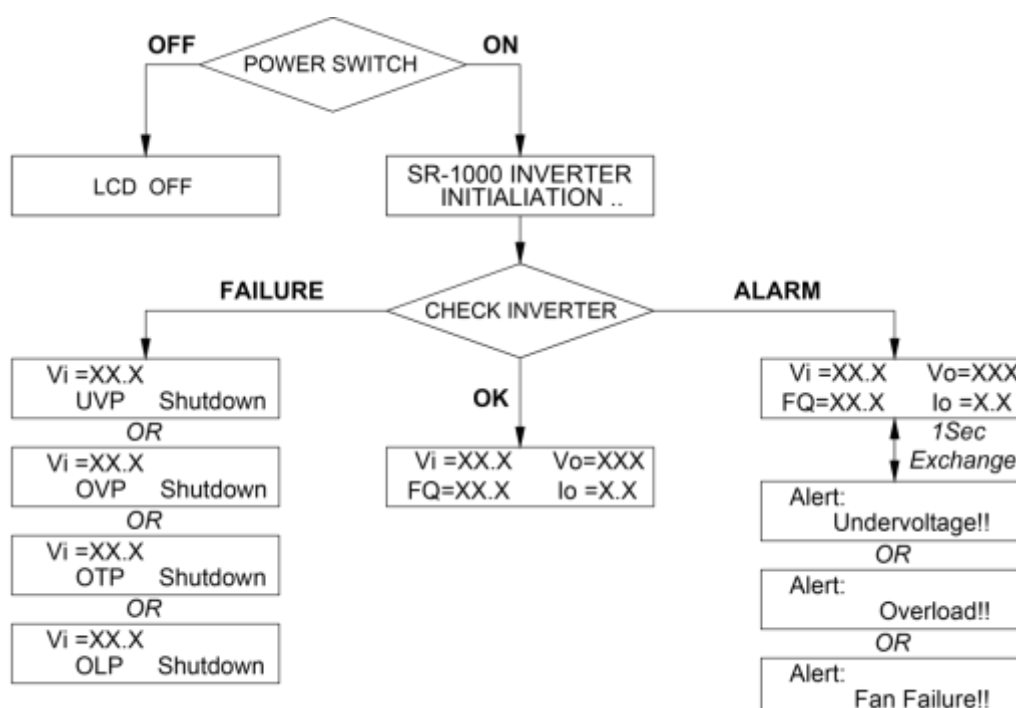 OFF
POWER SWITCH
ON
LCD OFF
SR-1000 INVERTER
INITIALIATION ..
FAILURE
CHECK INVERTER
ALARM
OK
Vi =XX.X
UVP Shutdown
OR
Vi =XX.X
OVP Shutdown
OR
Vi =XX.X
OTP Shutdown
OR
Vi =XX.X
OLP Shutdown
Vi =XX.X Vo=XXX
FQ=XX.X Io =X.X
Vi =XX.X Vo=XXX
FQ=XX.X Io =X.X
1Sec
Exchange
Alert:
Undervoltage!!
OR
Alert:
Overload!!
OR
Alert:
Fan Failure!!